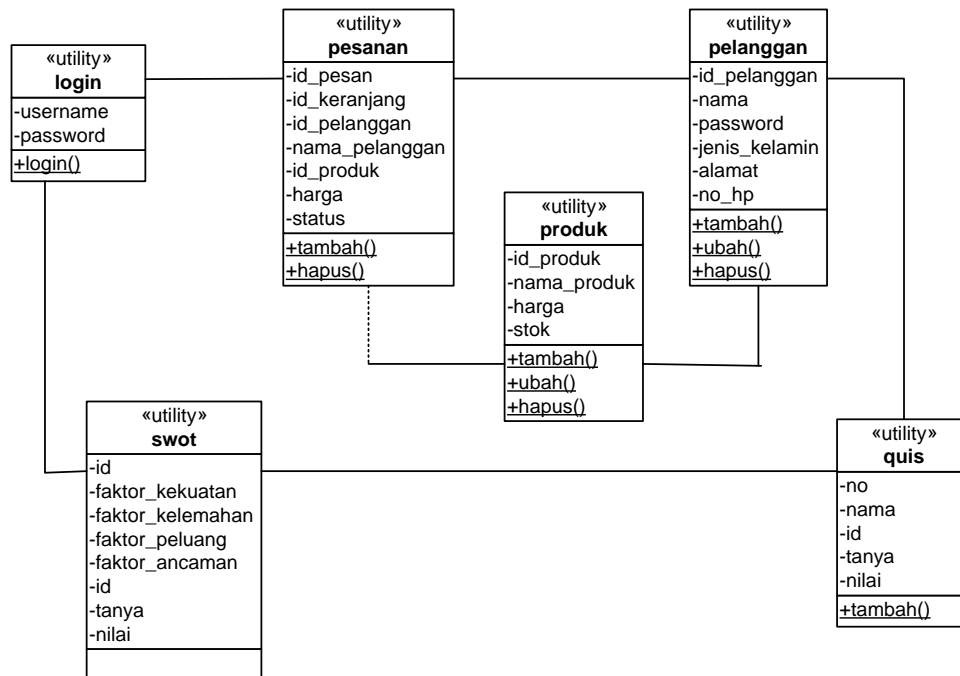 «utility»
login
-username
-password
+login()
«utility»
pesanan
-id_pesan
-id_keranjang
-id_pelanggan
-nama_pelanggan
-id_produk
-harga
-status
+tambah()
+hapus()
«utility»
pelanggan
-id_pelanggan
-nama
-password
-jenis_kelamin
-alamat
-no_hp
+tambah()
+ubah()
+hapus()
«utility»
produk
-id_produk
-nama_produk
-harga
-stok
+tambah()
+ubah()
+hapus()
«utility»
swot
-id
-faktor_kekuatan
-faktor_kelemahan
-faktor_peluang
-faktor_ancaman
-id
-tanya
-nilai
«utility»
quis
-no
-nama
-id
-tanya
-nilai
+tambah()